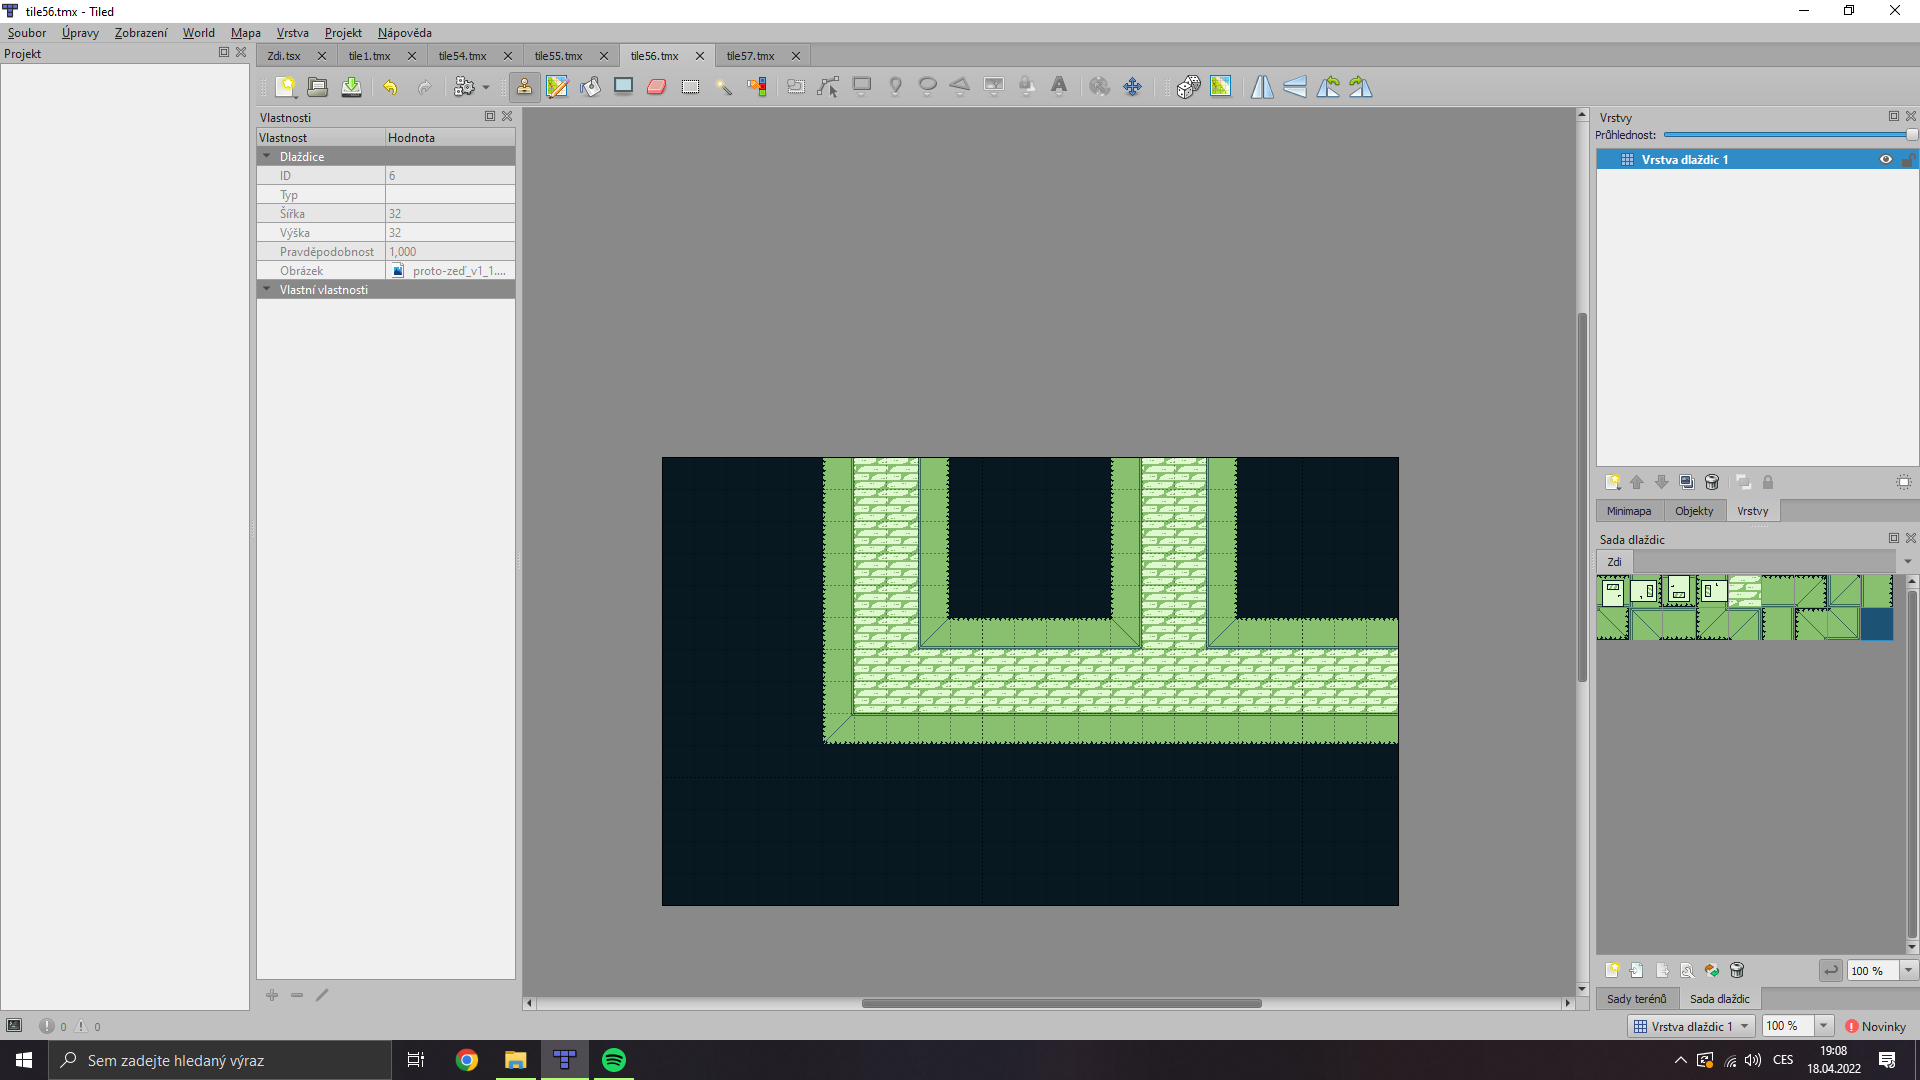 tile56.tmx - Tiled
Soubor Úpravy Zobrazení World Mapa Vrstva Projekt Nápověda
Projekt
Zdi.tsx tile1.tmx tile54.tmx tile55.tmx tile56.tmx tile57.tmx
Vlastnosti
Vlastnost Hodnota
Dlaždice
ID 6
Typ
Šířka 32
Výška 32
Pravděpodobnost 1,000
Obrázek proto-zeď_v1_1....
Vlastní vlastnosti
Vrstvy
Průhlednost:
Vrstva dlaždic 1
Minimapa Objekty Vrstvy
Sada dlaždic
Zdi
100 %
Sady terénů Sada dlaždic
0 0
Vrstva dlaždic 1 100 % Novinky
Sem zadejte hledaný výraz
CES
19:08
18.04.2022